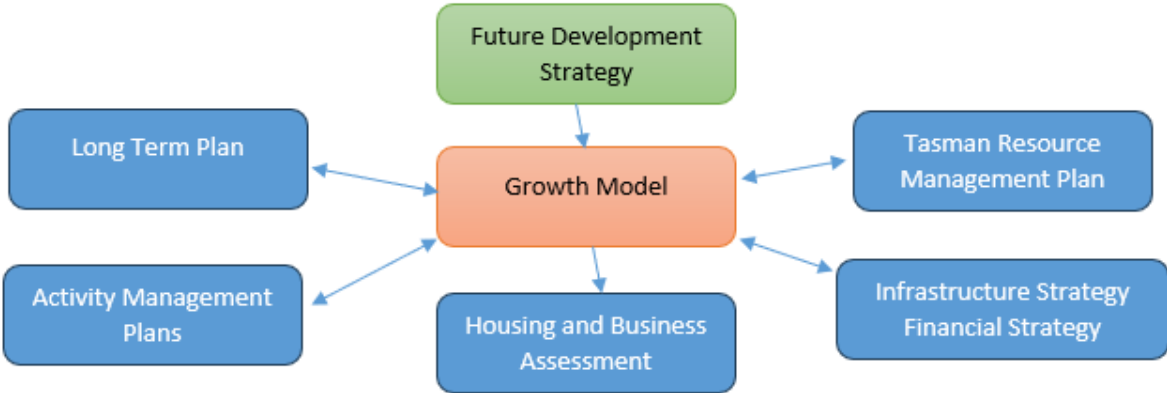 Future Development
Strategy
Long Term Plan
Growth Model
Tasman Resource
Management Plan
Activity Management
Plans
Housing and Business
Assessment
Infrastructure Strategy
Financial Strategy